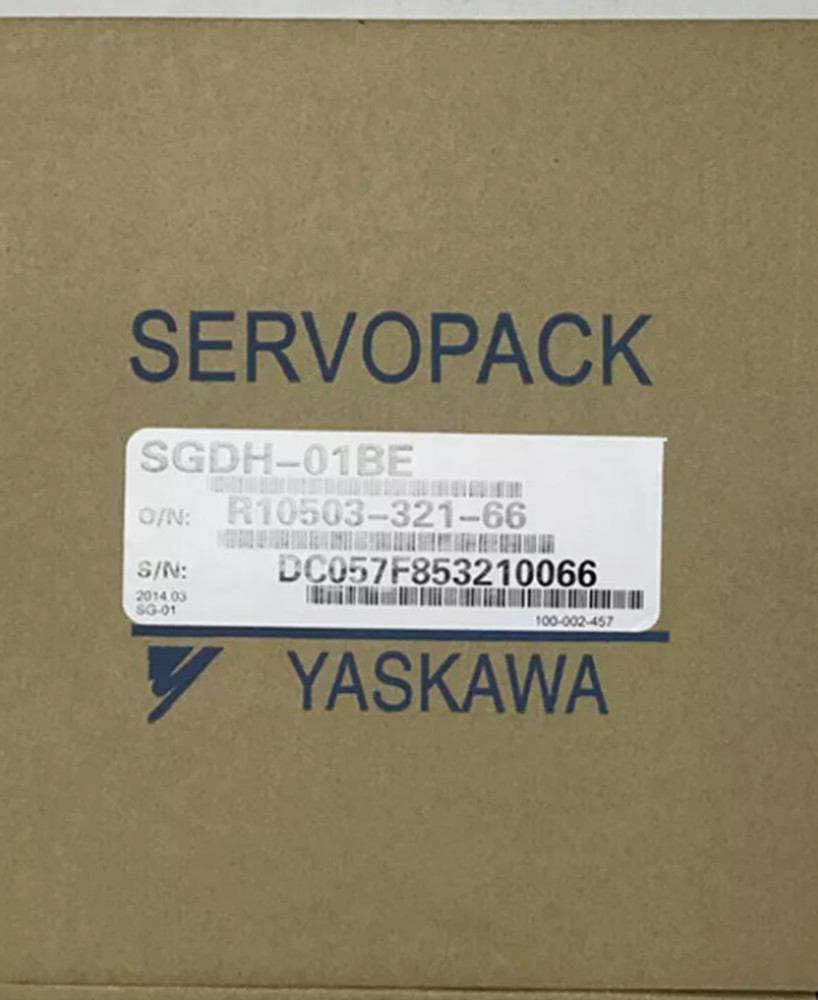 SERVOPACK
SGDH-01BE
O/N: R10503-321-66
S/N: DC057F853210066
2014.03
SG-01
100-002-457
YASKAWA